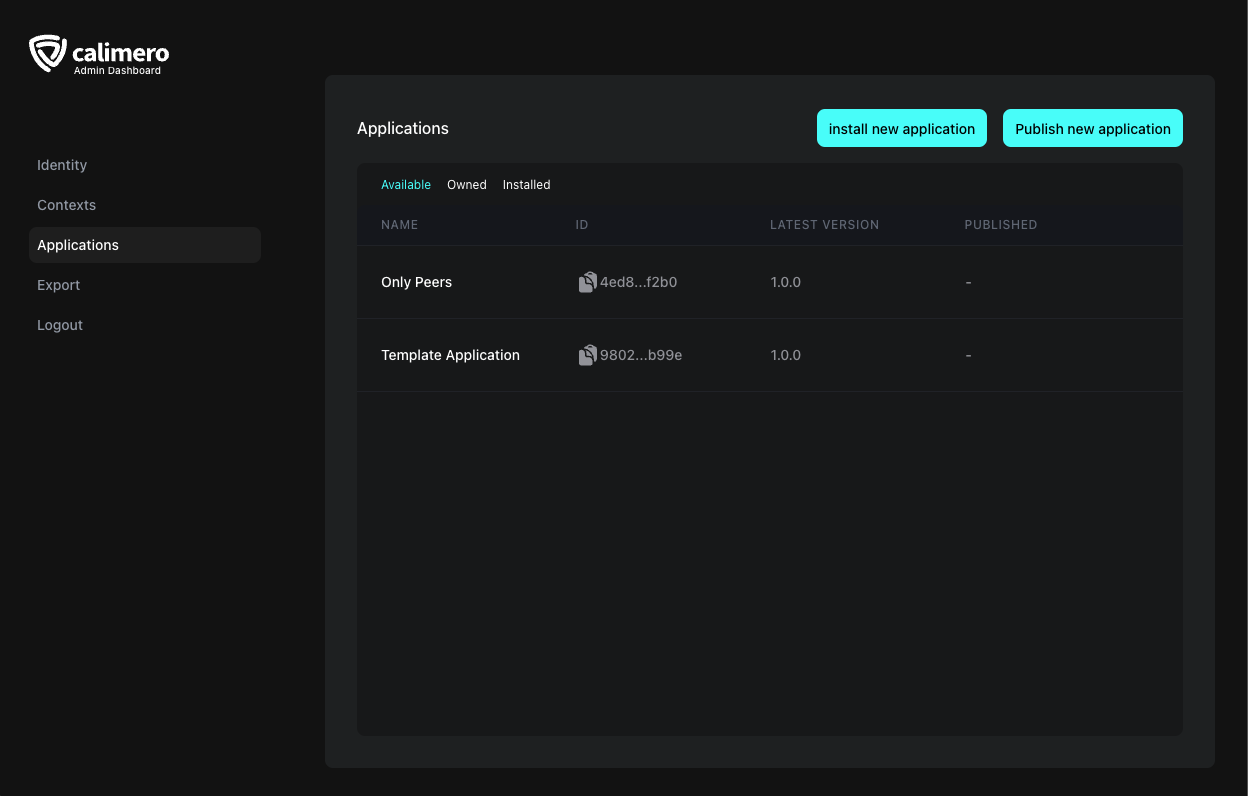 calimero
Admin Dashboard
Identity
Contexts
Applications
Export
Logout
Applications
install new application
Publish new application
Available Owned Installed
NAME ID LATEST VERSION PUBLISHED
Only Peers 4ed8...f2b0 1.0.0 -
Template Application 9802...b99e 1.0.0 -